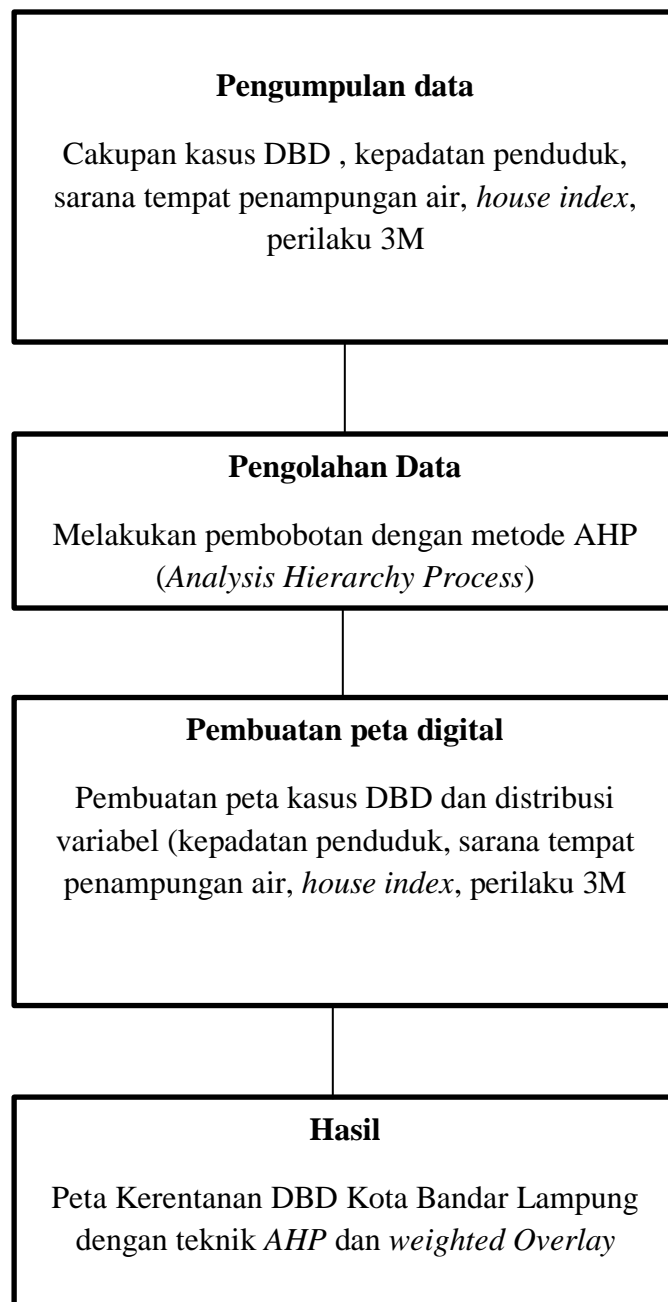 Pengumpulan data
Cakupan kasus DBD , kepadatan penduduk,
sarana tempat penampungan air, house index,
perilaku 3M
Pengolahan Data
Melakukan pembobotan dengan metode AHP
(Analysis Hierarchy Process)
Pembuatan peta digital
Pembuatan peta kasus DBD dan distribusi
variabel (kepadatan penduduk, sarana tempat
penampungan air, house index, perilaku 3M
Hasil
Peta Kerentanan DBD Kota Bandar Lampung
dengan teknik AHP dan weighted Overlay